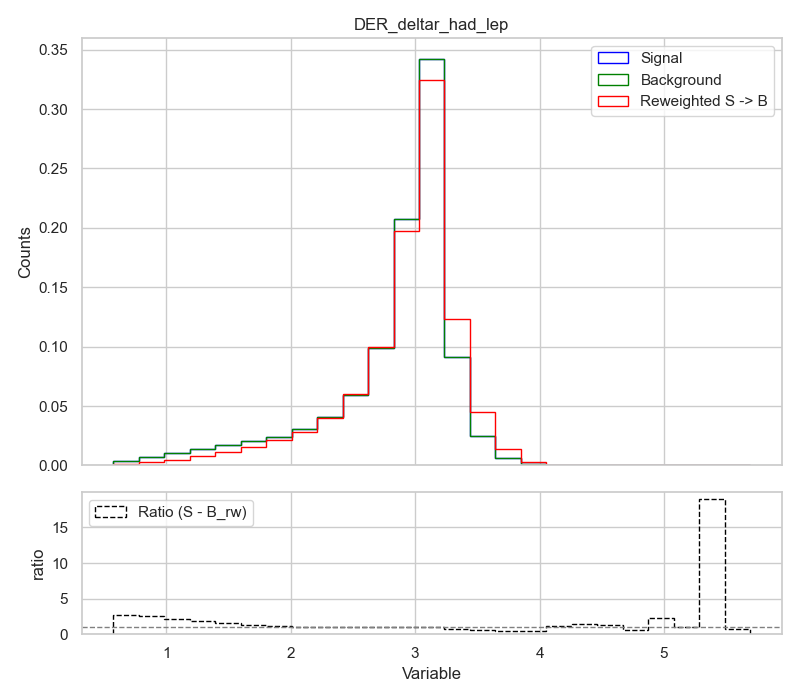 DER_deltar_had_lep
Signal
Background
Reweighted S -> B
Counts
0.35
0.30
0.25
0.20
0.15
0.10
0.05
0.00
Ratio (S - B_rw)
ratio
15
10
5
0
1
2
3
4
5
Variable